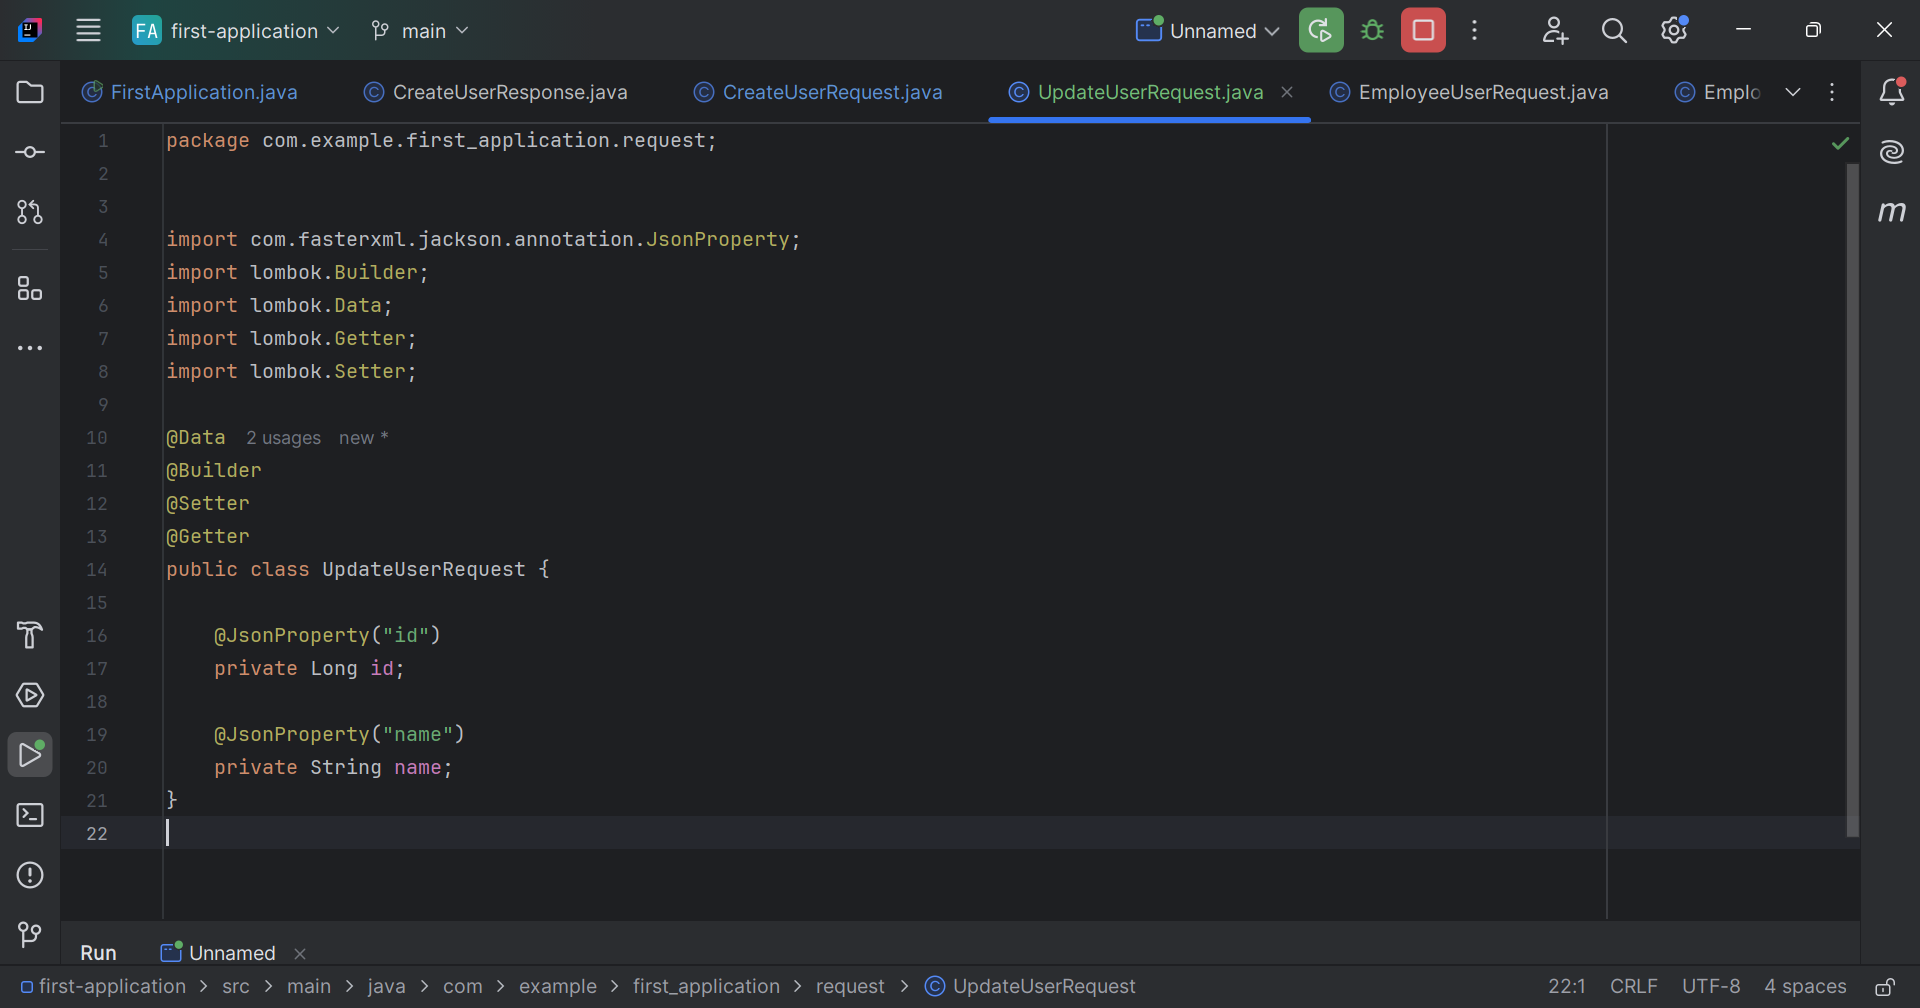 FA first-application main Unnamed
FirstApplication.java CreateUserResponse.java CreateUserRequest.java UpdateUserRequest.java EmployeeUserRequest.java
1 package com.example.first_application.request;
2
3
4 import com.fasterxml.jackson.annotation.JsonProperty;
5 import lombok.Builder;
6 import lombok.Data;
7 import lombok.Getter;
8 import lombok.Setter;
9
10 @Data 2 usages new *
11 @Builder
12 @Setter
13 @Getter
14 public class UpdateUserRequest {
15
16 @JsonProperty("id")
17 private Long id;
18
19 @JsonProperty("name")
20 private String name;
21 }
22
Run Unnamed
first-application > src > main > java > com > example > first_application > request > UpdateUserRequest 22:1 CRLF UTF-8 4 spaces